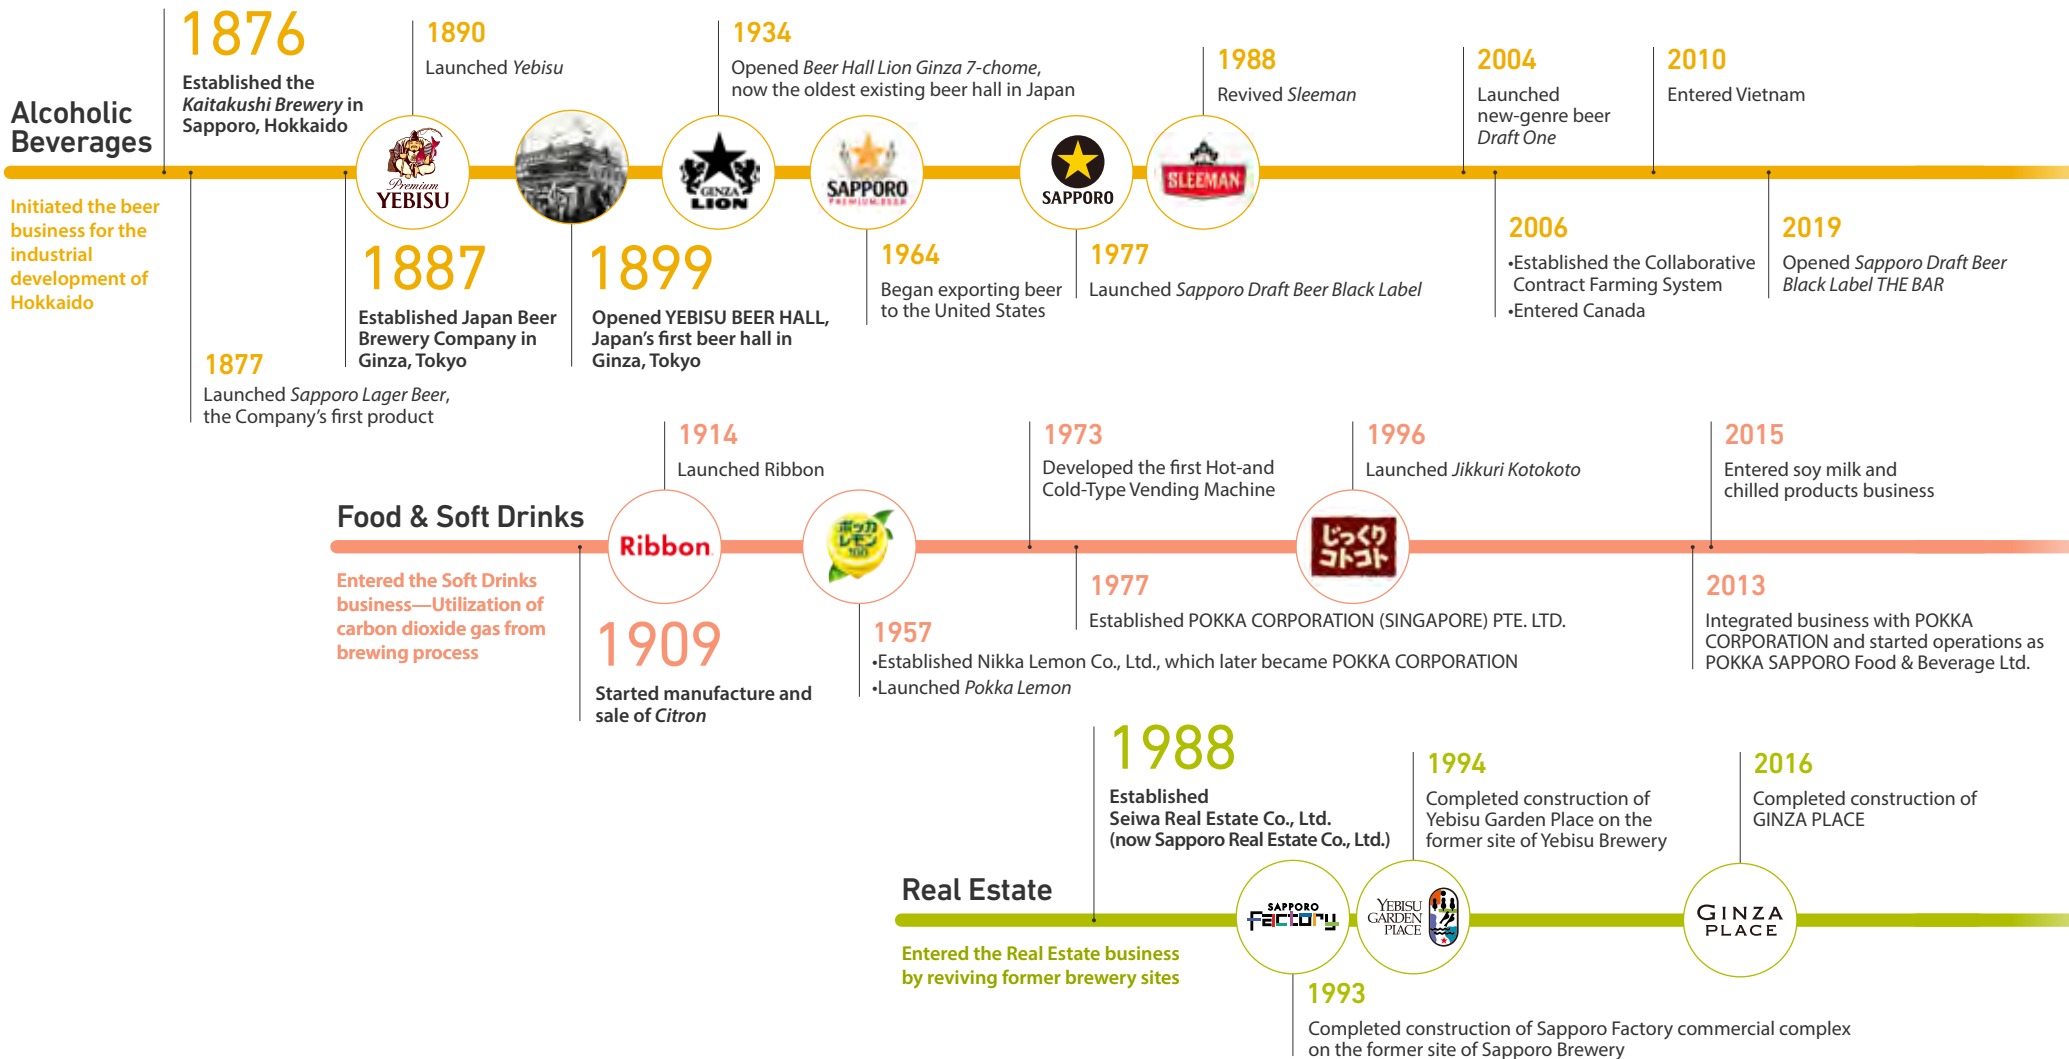 Alcoholic
Beverages
Initiated the beer
business for the
industrial
development of
Hokkaido
1876
Established the
Kaitakushi Brewery in
Sapporo, Hokkaido
1877
Launched Sapporo Lager Beer,
the Company's first product
1887
Established Japan Beer
Brewery Company in
Ginza, Tokyo
1890
Launched Yebisu
Premium
YEBISU
1899
Opened YEBISU BEER HALL,
Japan's first beer hall in
Ginza, Tokyo
1934
Opened Beer Hall Lion Ginza 7-chome,
now the oldest existing beer hall in Japan
GINZA
LION
SAPPORO
PREMIUM BEER
1964
Began exporting beer
to the United States
SAPPORO
1977
Launched Sapporo Draft Beer Black Label
1988
Revived Sleeman
SLEEMAN
2004
Launched
new-genre beer
Draft One
2006
•Established the Collaborative
Contract Farming System
•Entered Canada
2010
Entered Vietnam
2019
Opened Sapporo Draft Beer
Black Label THE BAR
Food & Soft Drinks
Entered the Soft Drinks
business—Utilization of
carbon dioxide gas from
brewing process
1909
Started manufacture and
sale of Citron
1914
Launched Ribbon
Ribbon
ポッカ
レモン
100
1957
•Established Nikka Lemon Co., Ltd., which later became POKKA CORPORATION
•Launched Pokka Lemon
1973
Developed the first Hot-and
Cold-Type Vending Machine
1977
Established POKKA CORPORATION (SINGAPORE) PTE. LTD.
1996
Launched Jikkuri Kotokoto
じっくり
コトコト
2013
Integrated business with POKKA
CORPORATION and started operations as
POKKA SAPPORO Food & Beverage Ltd.
2015
Entered soy milk and
chilled products business
Real Estate
Entered the Real Estate business
by reviving former brewery sites
1988
Established
Seiwa Real Estate Co., Ltd.
(now Sapporo Real Estate Co., Ltd.)
SAPPORO
Factory
1993
Completed construction of Sapporo Factory commercial complex
on the former site of Sapporo Brewery
1994
Completed construction of
Yebisu Garden Place on the
former site of Yebisu Brewery
YEBISU
GARDEN
PLACE
2016
Completed construction of
GINZA PLACE
GINZA
PLACE